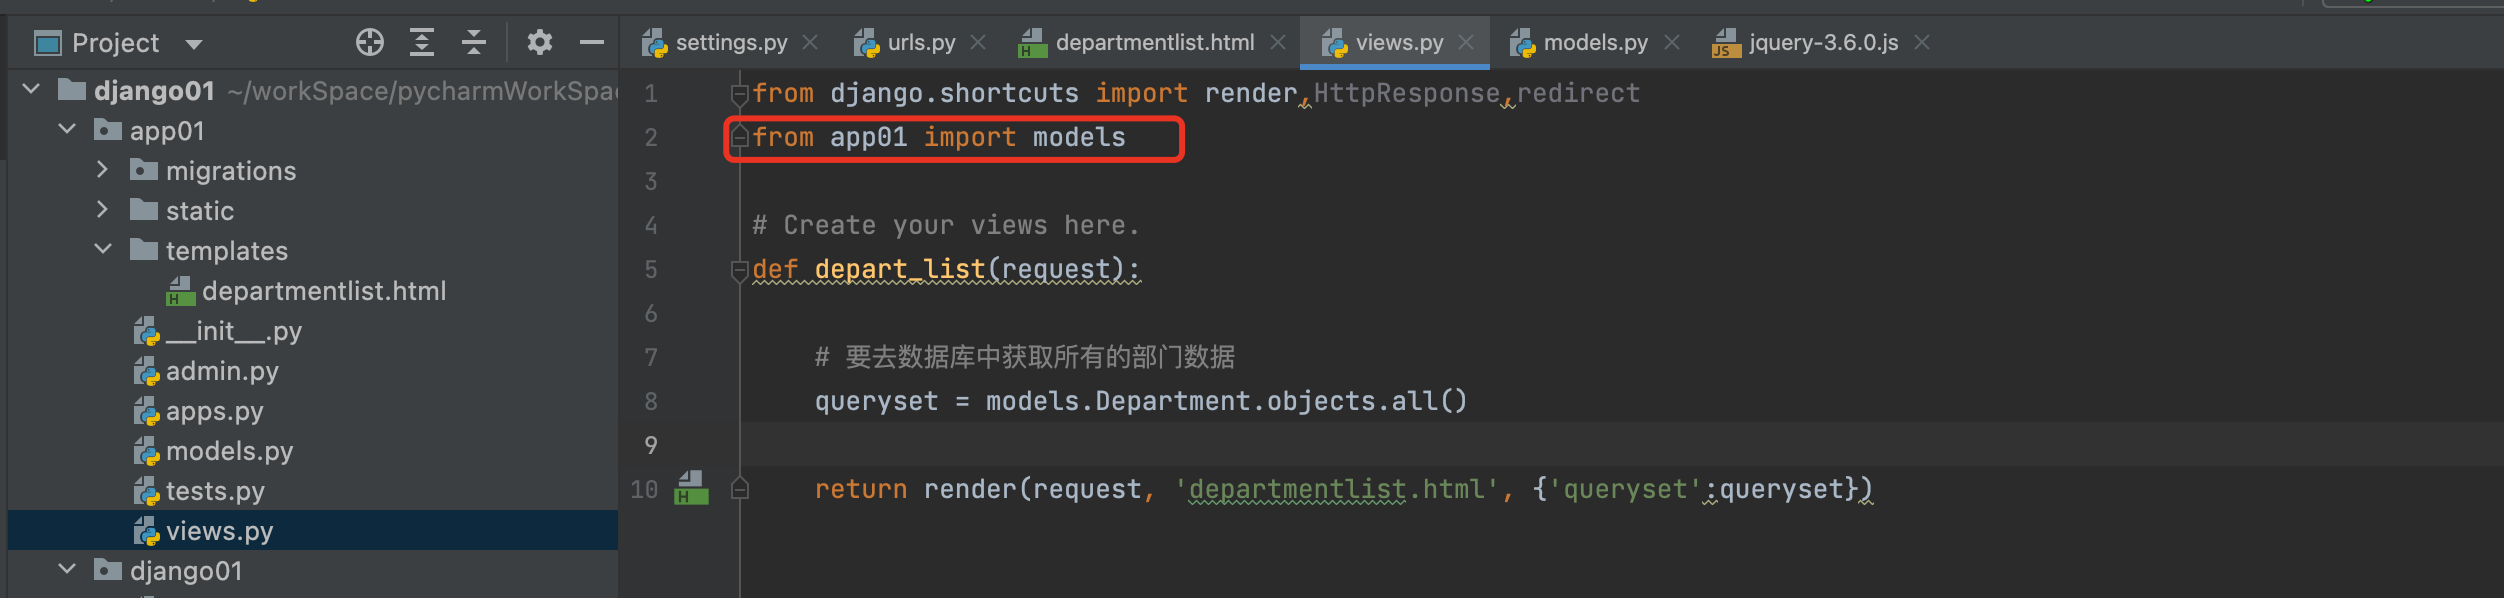 Project
settings.py
urls.py
departmentlist.html
views.py
models.py
jquery-3.6.0.js
django01 ~/workSpace/pycharmWorkSpa
app01
migrations
static
templates
departmentlist.html
__init__.py
admin.py
apps.py
models.py
tests.py
views.py
django01
1 from django.shortcuts import render,HttpResponse,redirect
2 from app01 import models
3
4 # Create your views here.
5 def depart_list(request):
6
7 # 要去数据库中获取所有的部门数据
8 queryset = models.Department.objects.all()
9
10 return render(request, 'departmentlist.html', {'queryset':queryset})